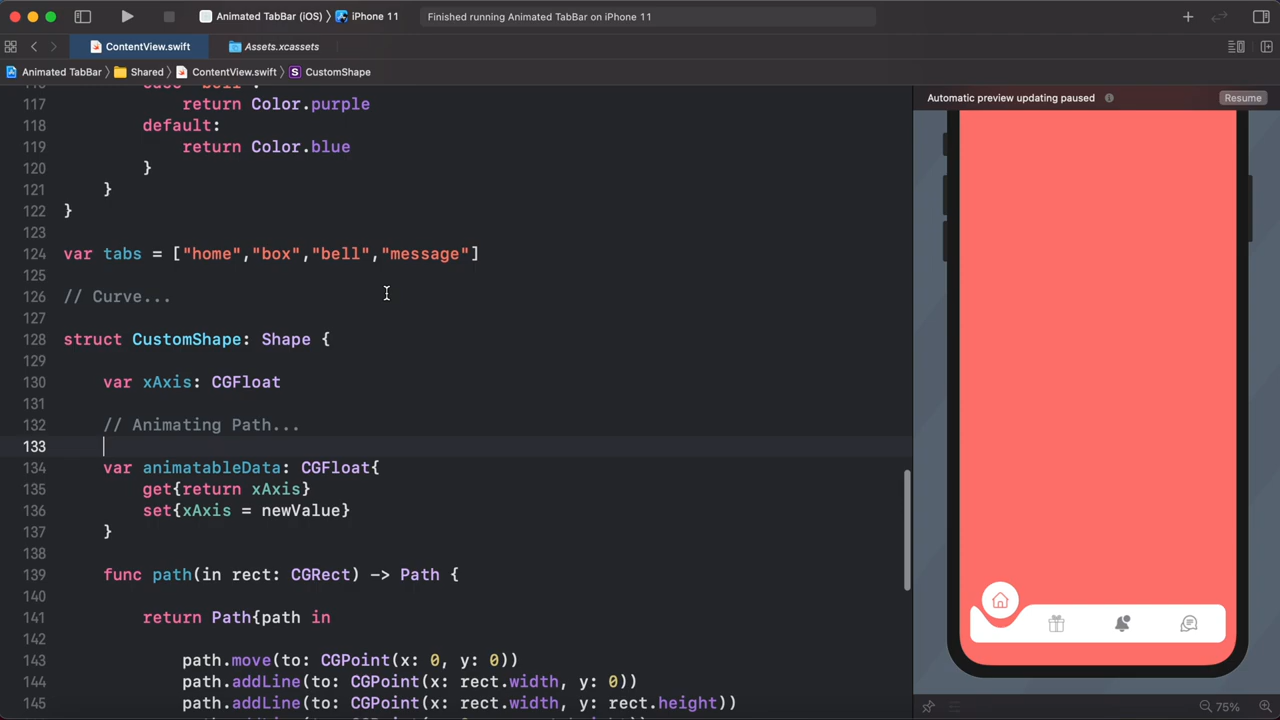 Animated TabBar (iOS) 〉 iPhone 11
Finished running Animated TabBar on iPhone 11
ContentView.swift
Assets.xcassets
Animated TabBar 〉 Shared 〉 ContentView.swift 〉 S CustomShape
116 case "bell":
117 return Color.purple
118 default:
119 return Color.blue
120 }
121 }
122 }
123
124 var tabs = ["home","box","bell","message"]
125
126 // Curve...
127
128 struct CustomShape: Shape {
129
130 var xAxis: CGFloat
131
132 // Animating Path...
133
134 var animatableData: CGFloat{
135 get{return xAxis}
136 set{xAxis = newValue}
137 }
138
139 func path(in rect: CGRect) -> Path {
140
141 return Path{path in
142
143 path.move(to: CGPoint(x: 0, y: 0))
144 path.addLine(to: CGPoint(x: rect.width, y: 0))
145 path.addLine(to: CGPoint(x: rect.width, y: rect.height))
Automatic preview updating paused
Resume
75%